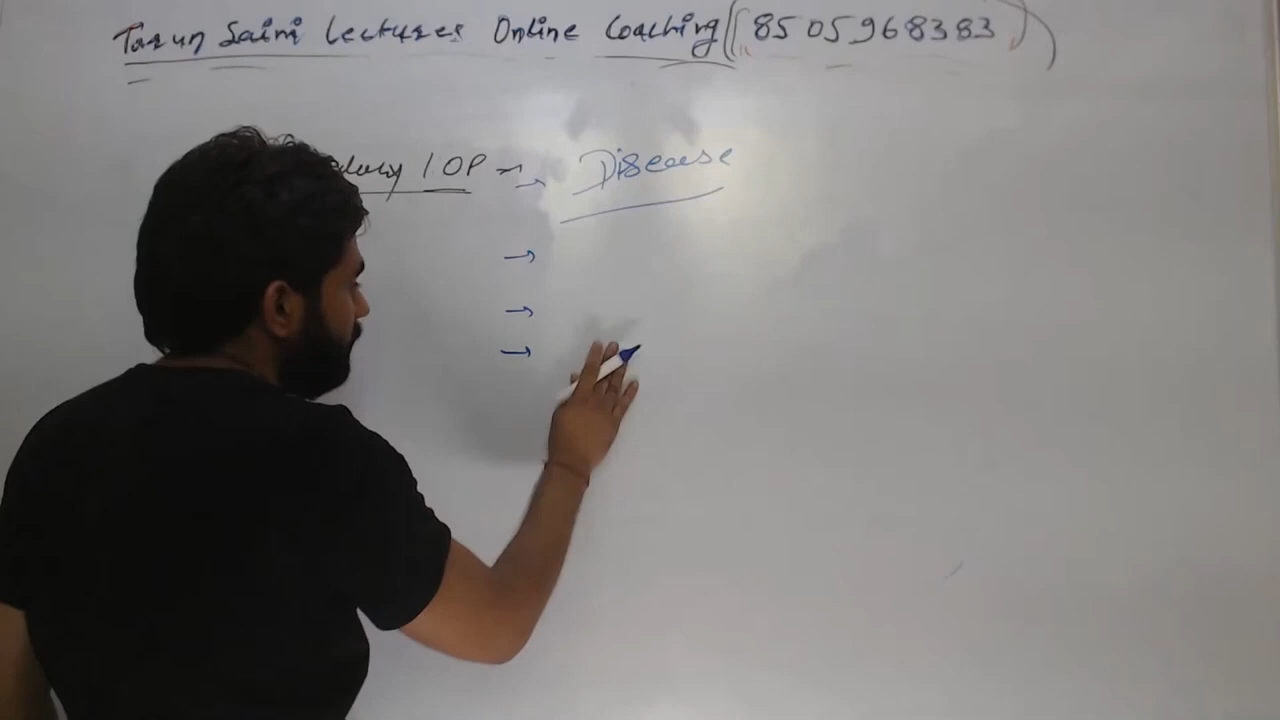 Tarun Saini Lectures Online Coaching (8505968383)
IOP → Disease
→
→
→